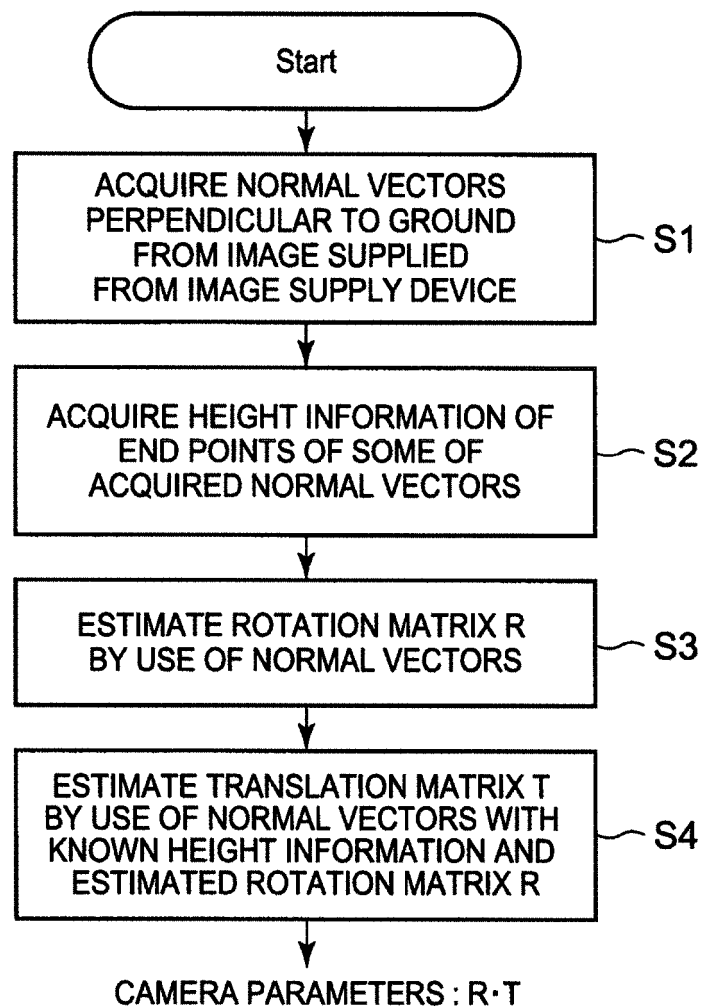 Start
ACQUIRE NORMAL VECTORS
PERPENDICULAR TO GROUND
FROM IMAGE SUPPLIED
FROM IMAGE SUPPLY DEVICE
S1
ACQUIRE HEIGHT INFORMATION OF
END POINTS OF SOME OF
ACQUIRED NORMAL VECTORS
S2
ESTIMATE ROTATION MATRIX R
BY USE OF NORMAL VECTORS
S3
ESTIMATE TRANSLATION MATRIX T
BY USE OF NORMAL VECTORS WITH
KNOWN HEIGHT INFORMATION AND
ESTIMATED ROTATION MATRIX R
S4
CAMERA PARAMETERS : R·T